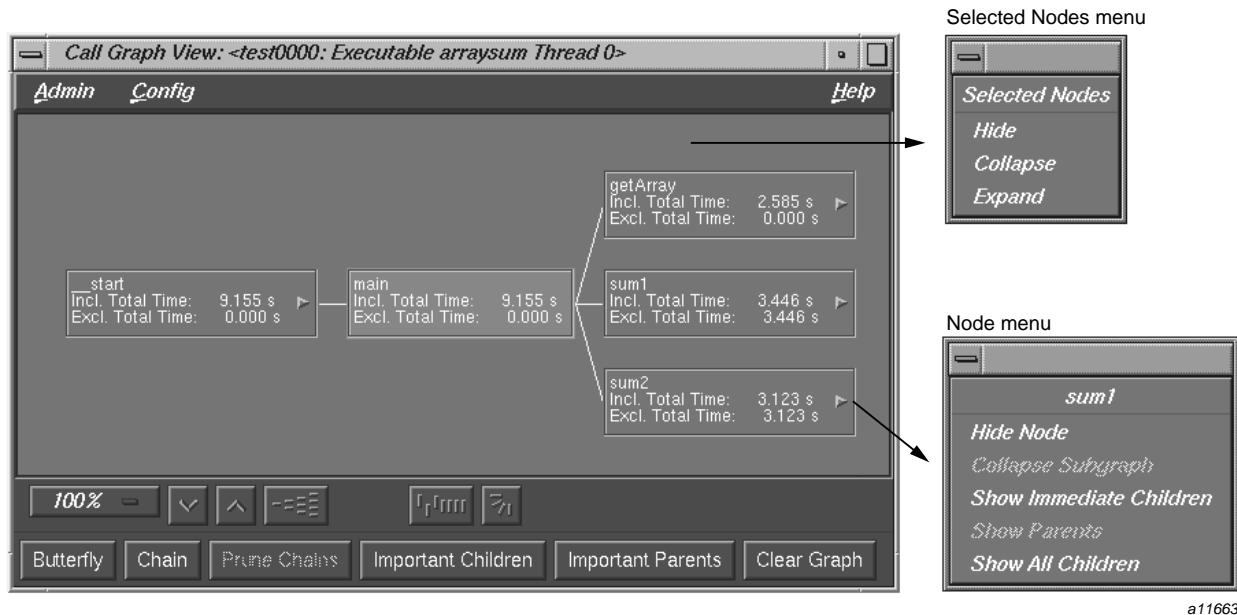 Selected Nodes menu
Call Graph View: <test0000: Executable arraysum Thread 0>
Admin Config Help
Selected Nodes
Hide
Collapse
Expand
getArray
Incl. Total Time: 2.585 s
Excl. Total Time: 0.000 s
__start
Incl. Total Time: 9.155 s
Excl. Total Time: 0.000 s
main
Incl. Total Time: 9.155 s
Excl. Total Time: 0.000 s
sum1
Incl. Total Time: 3.446 s
Excl. Total Time: 3.446 s
sum2
Incl. Total Time: 3.123 s
Excl. Total Time: 3.123 s
Node menu
sum1
Hide Node
Collapse Subgraph
Show Immediate Children
Show Parents
Show All Children
100%
Butterfly Chain Prune Chains Important Children Important Parents Clear Graph
a11663